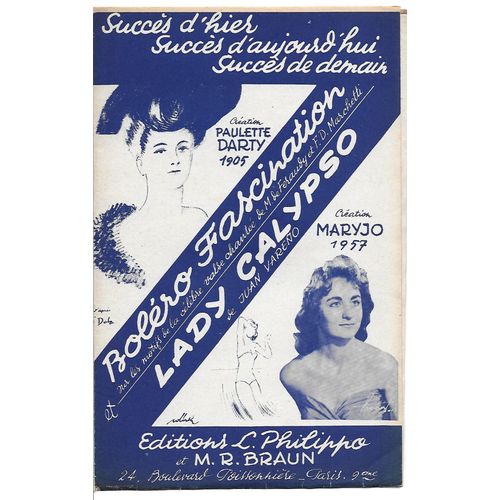 Succès d'hier
Succès d'aujourd'hui
Succès de demain
Création
PAULETTE
DARTY
1905
Boléro Fascination
sur les motifs de la célèbre valse chantée de M. de Féraudy et F. D. Marchetti
et LADY CALYPSO
de JUAN VARENO
Création
MARYJO
1957
Editions L. Philippo
et M. R. BRAUN
24, Boulevard Poissonnière - Paris. 9eme